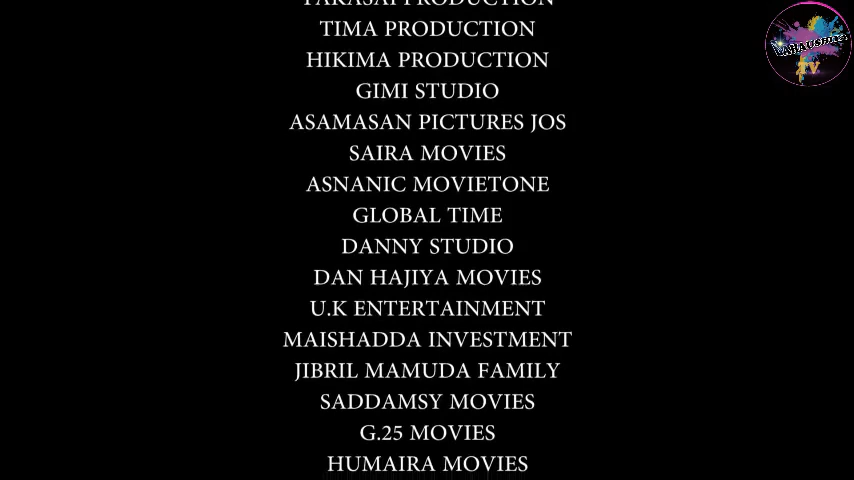 TIMA PRODUCTION
HIKIMA PRODUCTION
GIMI STUDIO
ASAMASAN PICTURES JOS
SAIRA MOVIES
ASNANIC MOVIETONE
GLOBAL TIME
DANNY STUDIO
DAN HAJIYA MOVIES
U.K ENTERTAINMENT
MAISHADDA INVESTMENT
JIBRIL MAMUDA FAMILY
SADDAMSY MOVIES
G.25 MOVIES
HUMAIRA MOVIES
TV